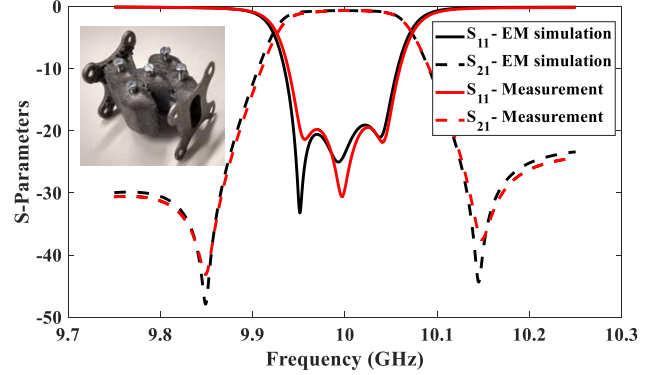 0
-10
-20
-30
-40
-50
S-Parameters
S11 - EM simulation
S21 - EM simulation
S11 - Measurement
S21 - Measurement
9.7 9.8 9.9 10 10.1 10.2 10.3
Frequency (GHz)